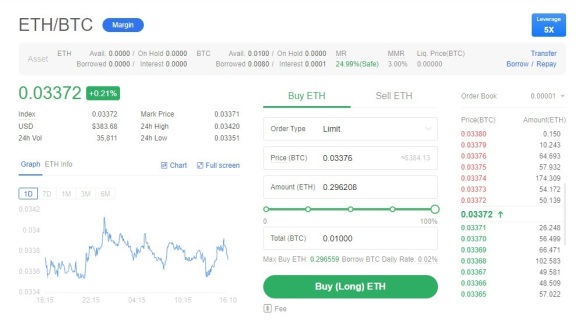 ETH/BTC Margin
Leverage
5X
Asset
ETH Avail. 0.0000 / On Hold 0.0000
Borrowed 0.0000 / Interest 0.0000
BTC Avail. 0.0100 / On Hold 0.0000
Borrowed 0.0080 / Interest 0.0001
MR MMR Liq. Price(BTC)
24.99%(Safe) 3.00% 0.00000
Transfer
Borrow / Repay
0.03372 +0.21%
Index 0.03372 Mark Price 0.03371
USD $383.68 24h High 0.03420
24h Vol 35.811 24h Low 0.03351
Graph ETH Info Chart Full screen
1D 7D 1M 3M 6M
0.0342
0.034
0.0338
0.0336
0.0334
16:15 22:15 04:15 10:15 16:10
Buy ETH Sell ETH
Order Type Limit
Price (BTC) 0.03376 ≈$384.13
Amount (ETH) 0.296208
0 100%
Total (BTC) 0.01000
Max Buy ETH: 0.296559 Borrow BTC Daily Rate: 0.02%
Buy (Long) ETH
$ Fee
Order Book 0.00001
Price(BTC) Amount(ETH)
0.03380 0.150
0.03379 10.243
0.03376 64.693
0.03375 57.932
0.03374 174.309
0.03373 54.172
0.03372 50.139
0.03372 ↑
0.03371 26.248
0.03370 56.499
0.03369 66.471
0.03368 102.583
0.03367 49.581
0.03366 48.509
0.03365 57.022